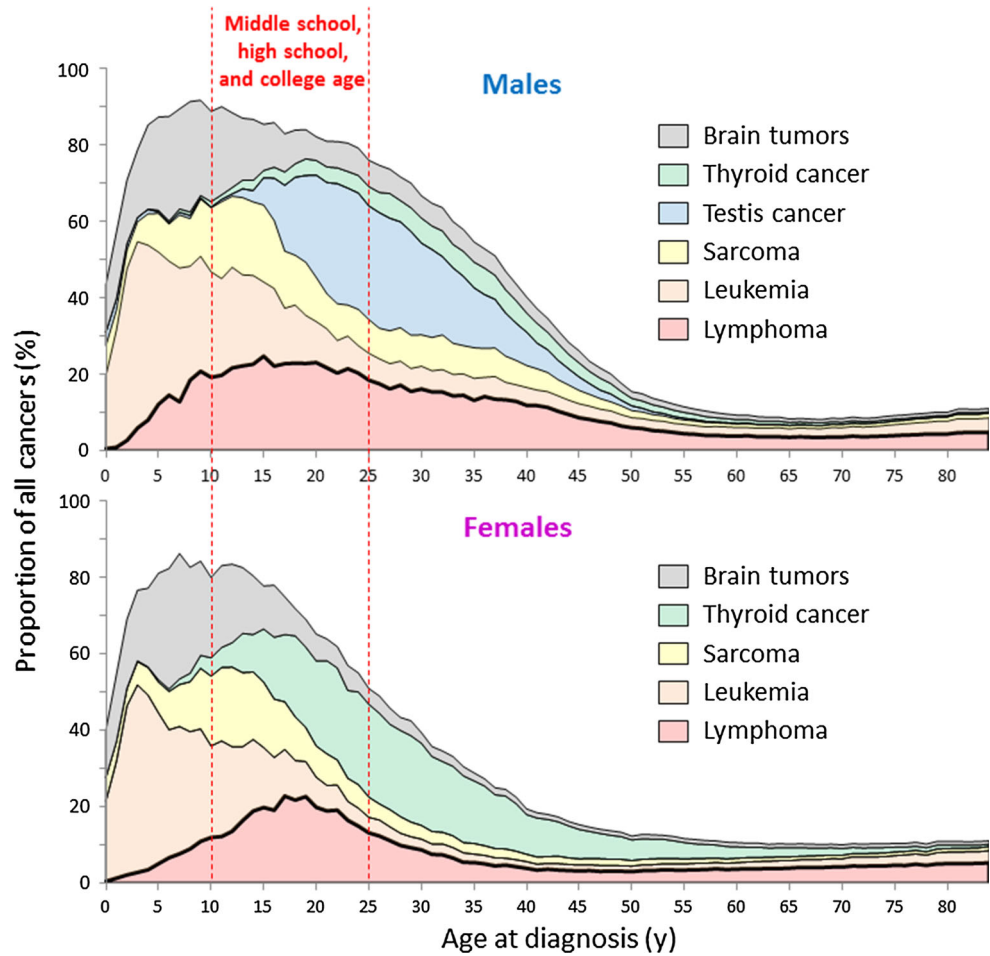 Middle school,
high school,
and college age
Males
100
80
60
40
20
0
Brain tumors
Thyroid cancer
Testis cancer
Sarcoma
Leukemia
Lymphoma
0 5 10 15 20 25 30 35 40 45 50 55 60 65 70 75 80
Proportion of all cancers (%)
Females
100
80
60
40
20
0
Brain tumors
Thyroid cancer
Sarcoma
Leukemia
Lymphoma
0 5 10 15 20 25 30 35 40 45 50 55 60 65 70 75 80
Age at diagnosis (y)